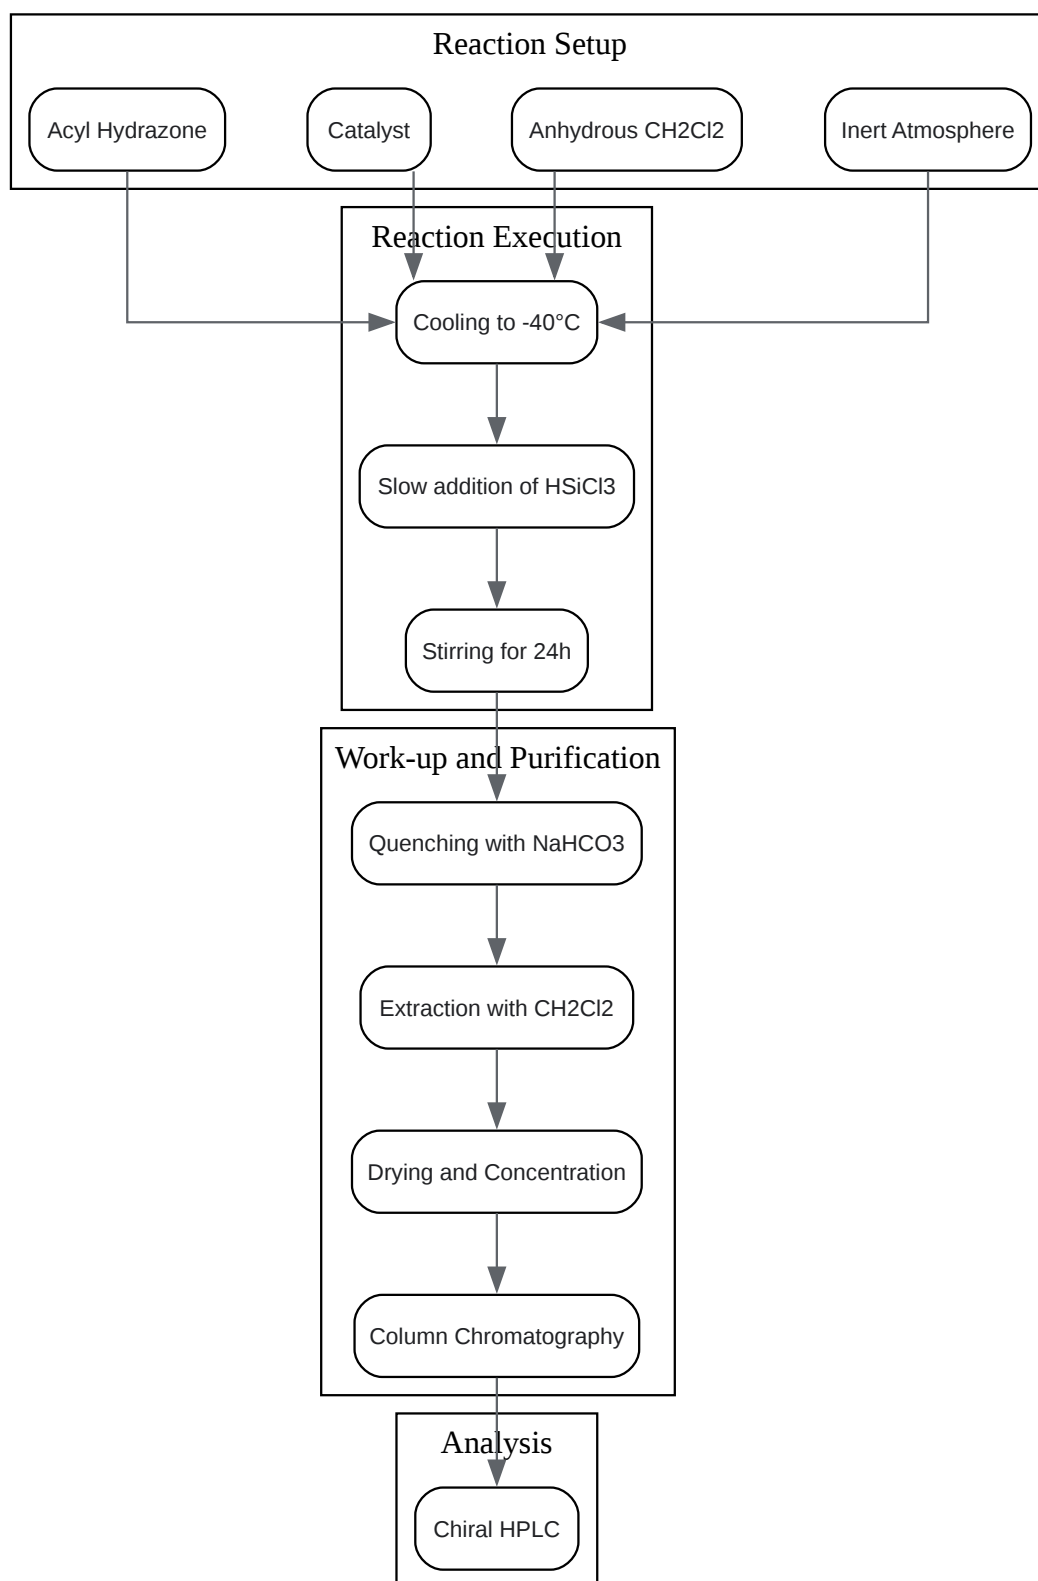 Reaction Setup
Acyl Hydrazone
Catalyst
Anhydrous CH2Cl2
Inert Atmosphere
Reaction Execution
Cooling to -40°C
Slow addition of HSiCl3
Stirring for 24h
Work-up and Purification
Quenching with NaHCO3
Extraction with CH2Cl2
Drying and Concentration
Column Chromatography
Analysis
Chiral HPLC